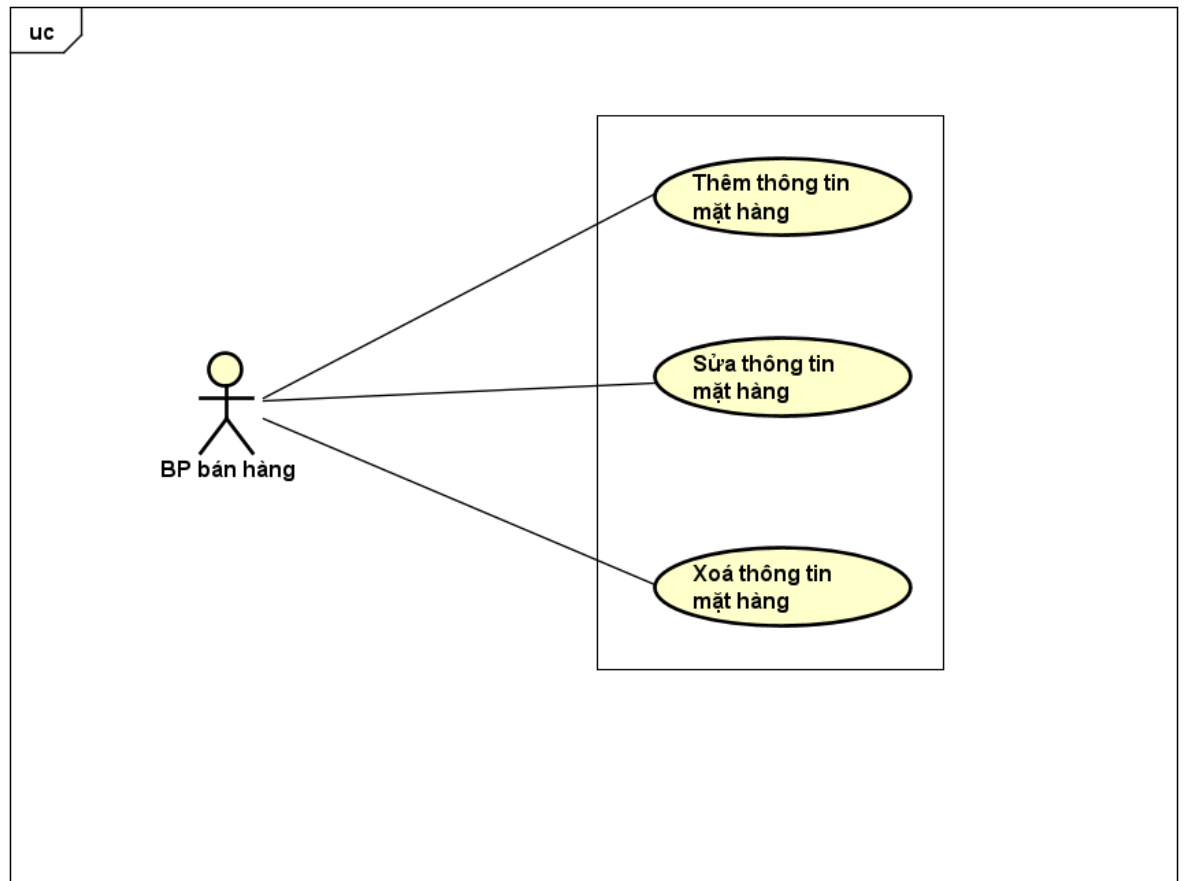 uc
Thêm thông tin
mặt hàng
Sửa thông tin
mặt hàng
BP bán hàng
Xoá thông tin
mặt hàng